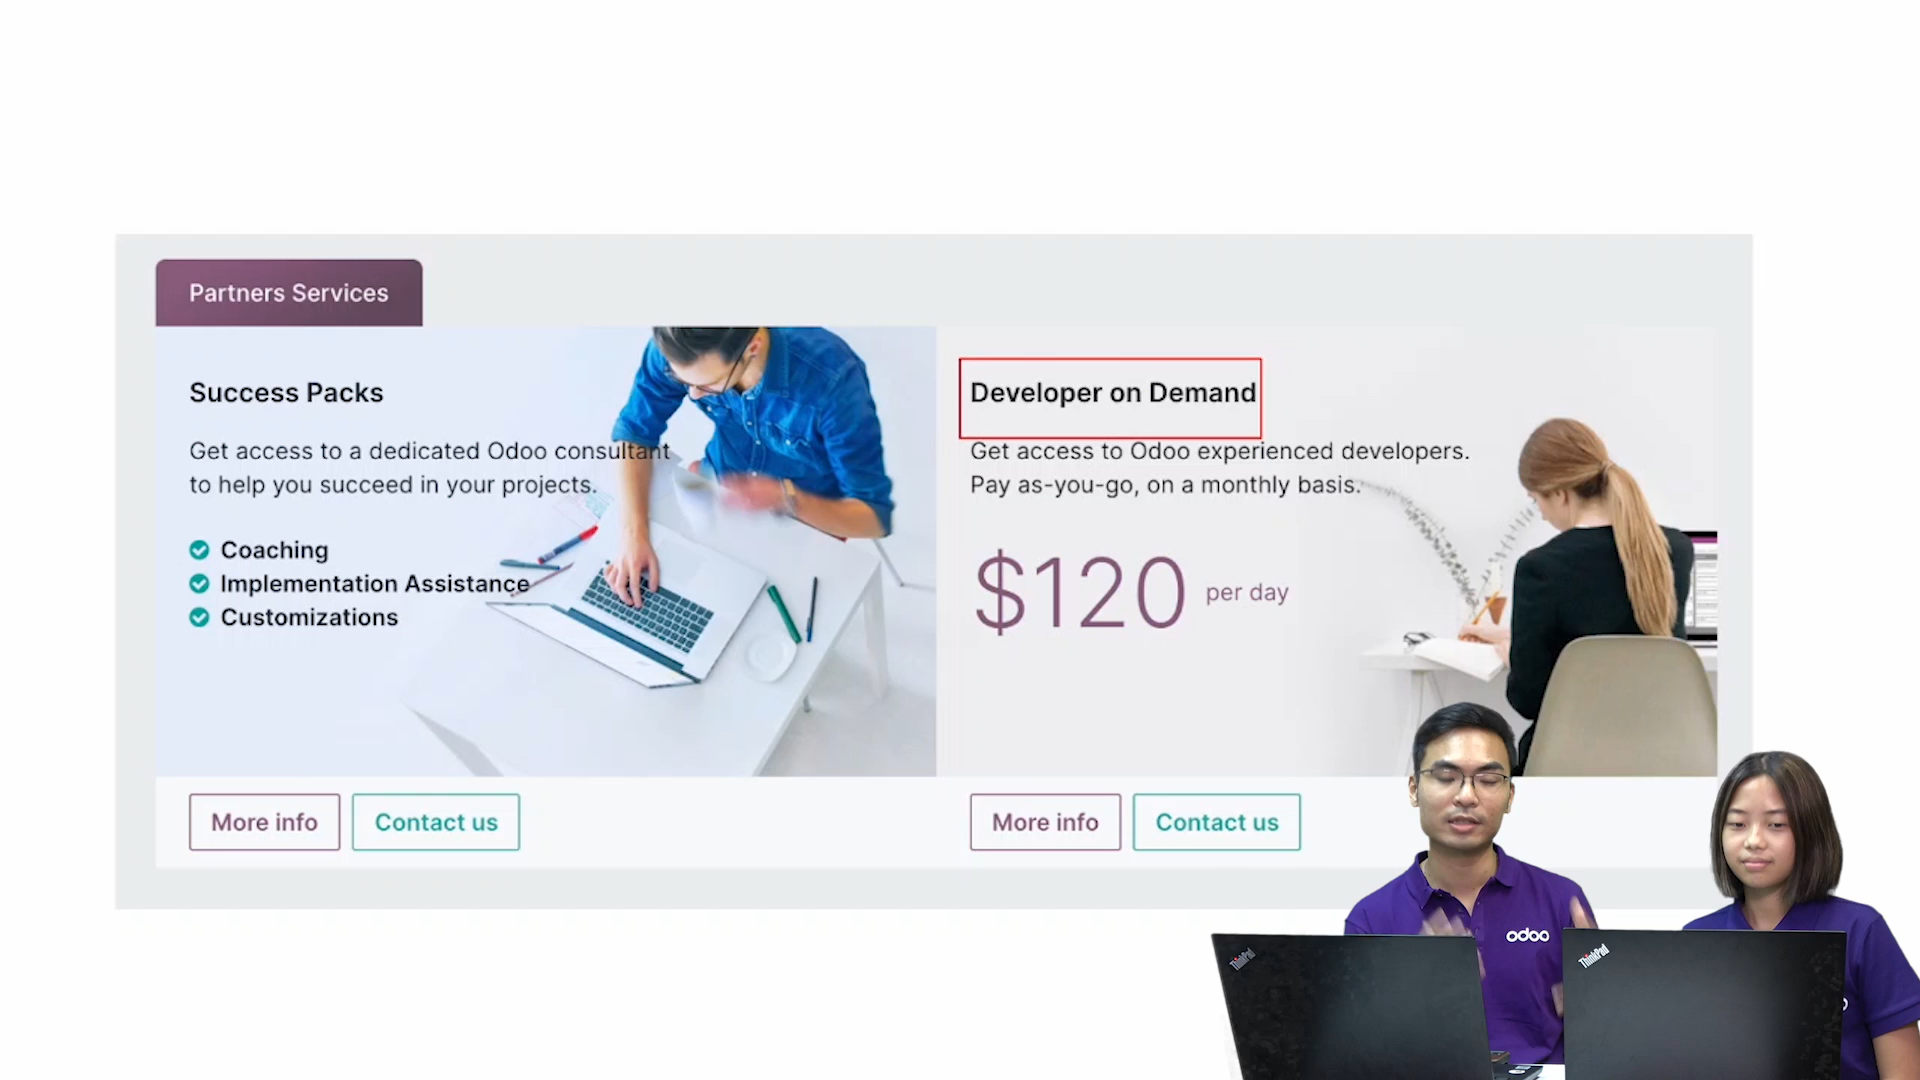 Partners Services
Success Packs
Get access to a dedicated Odoo consultant
to help you succeed in your projects.
Coaching
Implementation Assistance
Customizations
More info
Contact us
Developer on Demand
Get access to Odoo experienced developers.
Pay as-you-go, on a monthly basis.
$120 per day
More info
Contact us
odoo
ThinkPad
ThinkPad